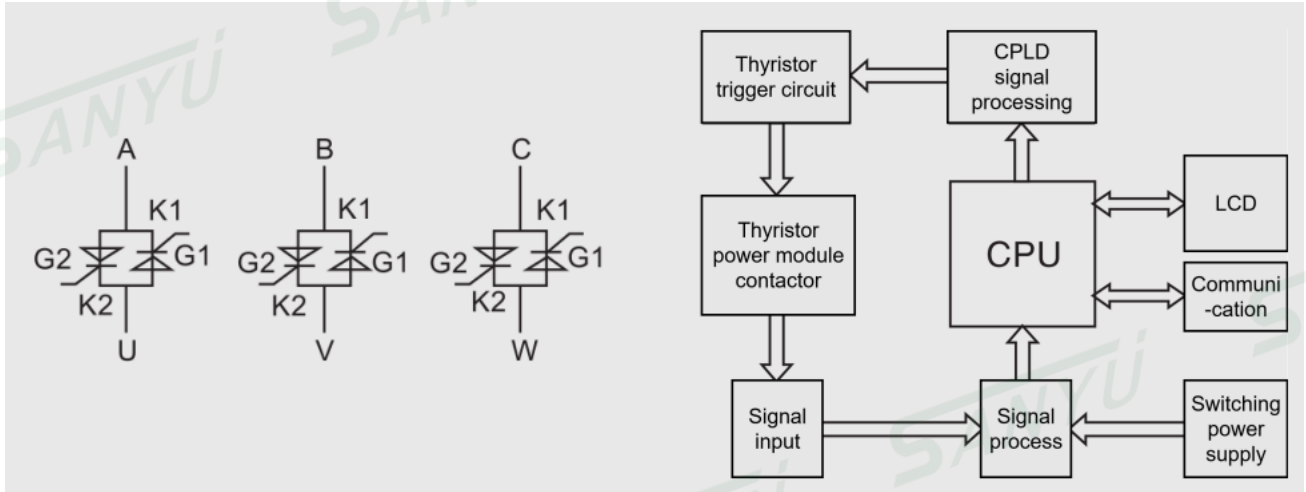 SANYU
SANYU
A
B
C
K1
K1
K1
G2
G1
G2
G1
G2
G1
K2
K2
K2
U
V
W
Thyristor
trigger circuit
CPLD
signal
processing
Thyristor
power module
contactor
CPU
LCD
Communi
-cation
Signal
input
Signal
process
Switching
power
supply
SANYU